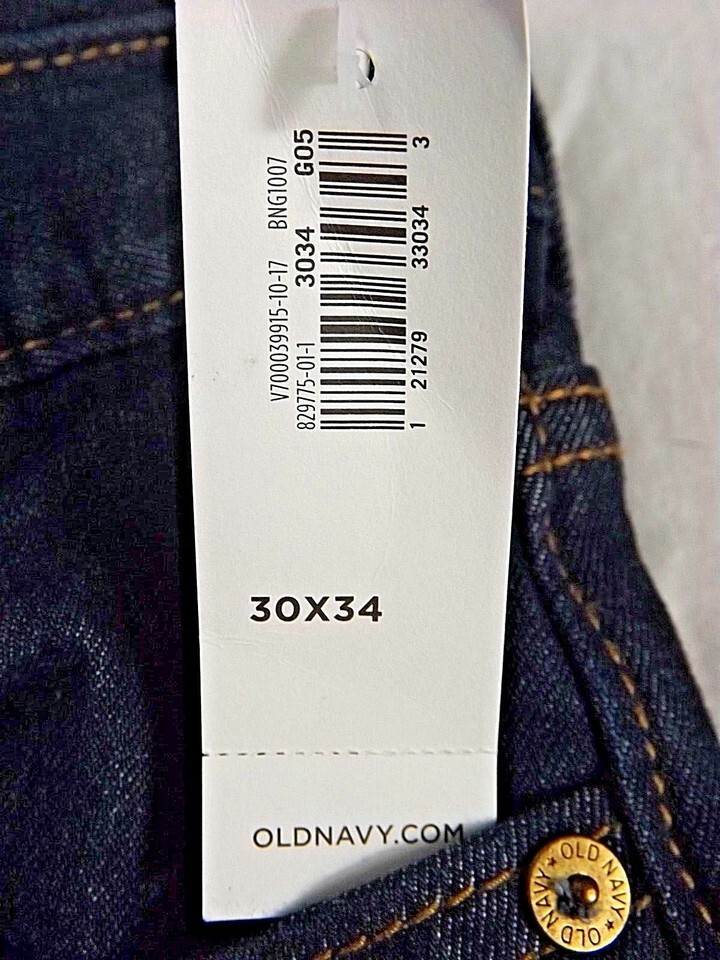 V700039915-10-17 BNG1007
829775-01-1 3034 G05
1 21279 33034 3
30X34
OLDNAVY.COM
OLD NAVY ★ OLD NAVY ★